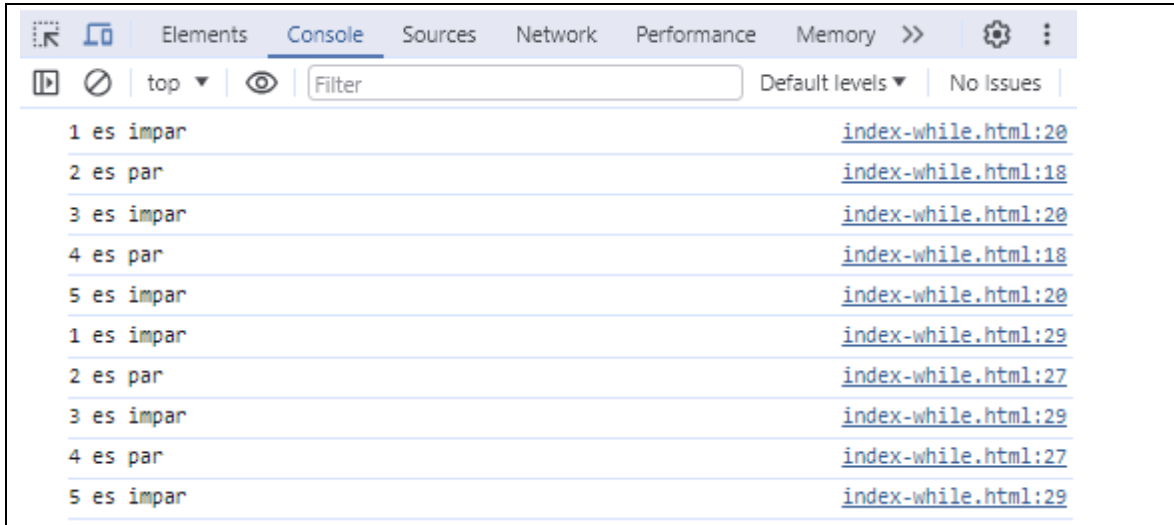 Elements Console Sources Network Performance Memory
top Filter Default levels No Issues
1 es impar index-while.html:20
2 es par index-while.html:18
3 es impar index-while.html:20
4 es par index-while.html:18
5 es impar index-while.html:20
1 es impar index-while.html:29
2 es par index-while.html:27
3 es impar index-while.html:29
4 es par index-while.html:27
5 es impar index-while.html:29